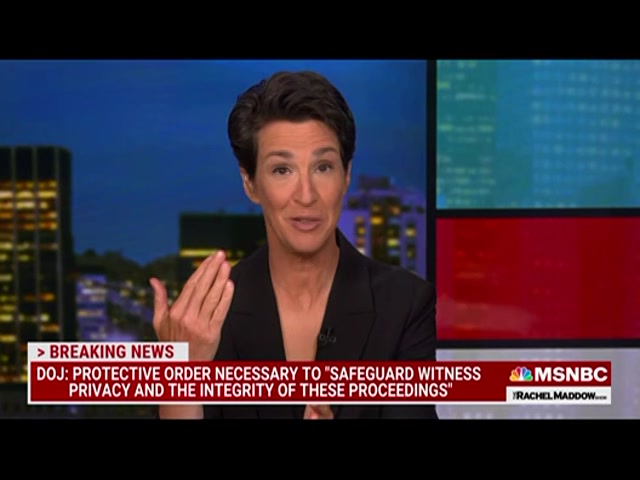 > BREAKING NEWS
DOJ: PROTECTIVE ORDER NECESSARY TO "SAFEGUARD WITNESS
PRIVACY AND THE INTEGRITY OF THESE PROCEEDINGS"
MSNBC
THE RACHEL MADDOW SHOW